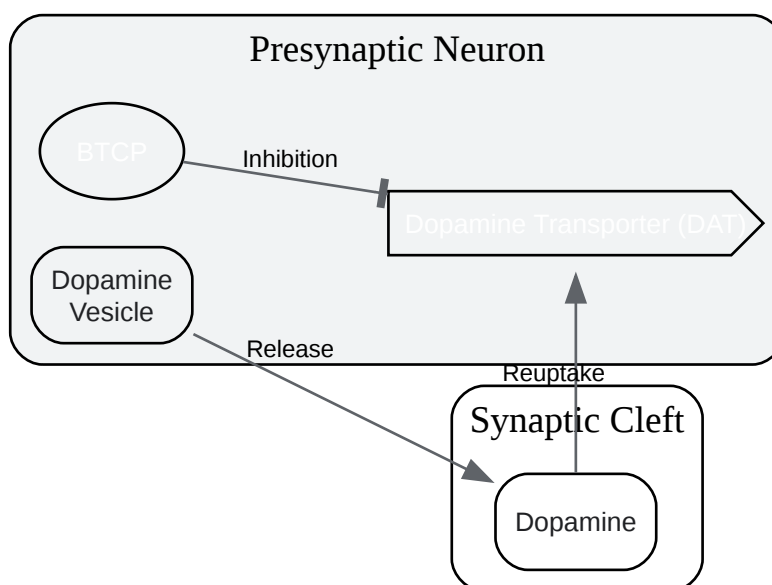 Presynaptic Neuron
BTCP
Inhibition
Dopamine Transporter (DAT)
Dopamine
Vesicle
Release
Reuptake
Synaptic Cleft
Dopamine